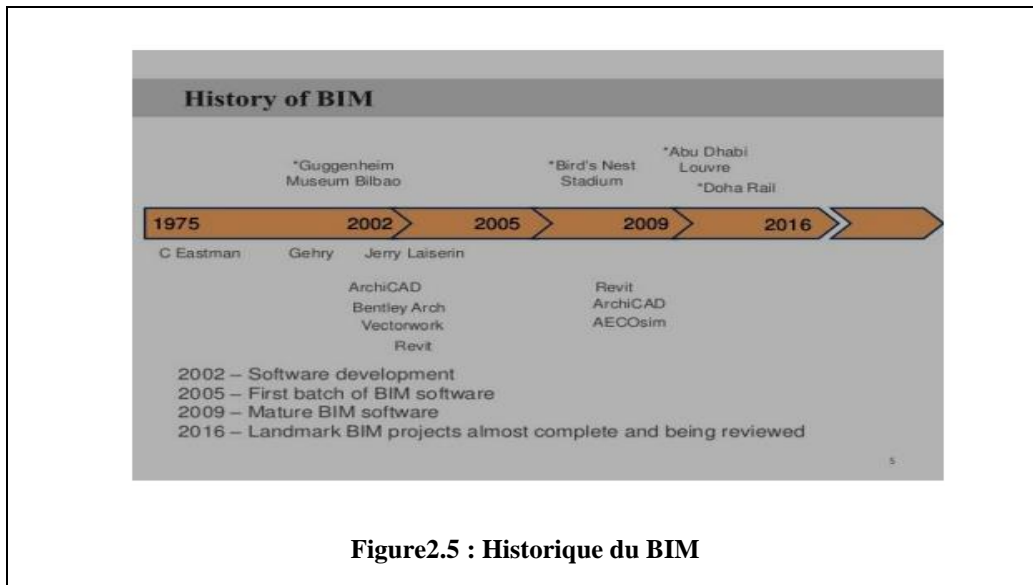 History of BIM
*Abu Dhabi
Louvre
*Guggenheim
Museum Bilbao
*Bird's Nest
Stadium
*Doha Rail
1975 2002 2005 2009 2016
C Eastman Gehry Jerry Laiserin
ArchiCAD
Bentley Arch
Vectorwork
Revit
Revit
ArchiCAD
AECOsim
2002 – Software development
2005 – First batch of BIM software
2009 – Mature BIM software
2016 – Landmark BIM projects almost complete and being reviewed
5
Figure2.5 : Historique du BIM